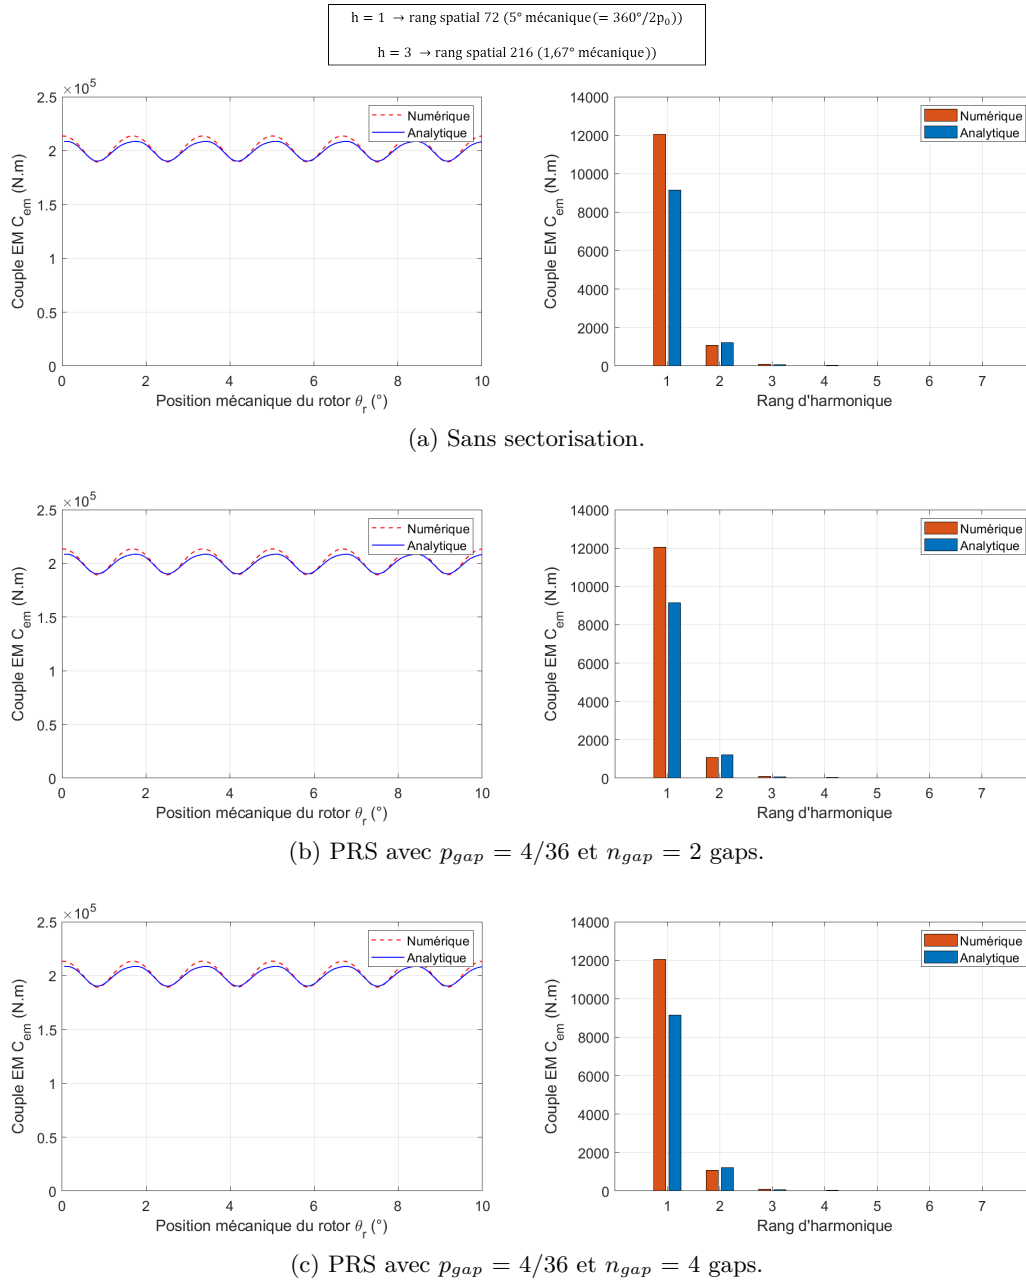 h = 1 → rang spatial 72 (5° mécanique(= 360°/2p₀))
h = 3 → rang spatial 216 (1,67° mécanique))
×10⁵
2.5
2
1.5
1
0.5
0
0 2 4 6 8 10
Couple EM C_em (N.m)
Position mécanique du rotor θ_r (°)
Numérique
Analytique
14000
12000
10000
8000
6000
4000
2000
0
1 2 3 4 5 6 7
Couple EM C_em (N.m)
Rang d'harmonique
Numérique
Analytique
(a) Sans sectorisation.
×10⁵
2.5
2
1.5
1
0.5
0
0 2 4 6 8 10
Couple EM C_em (N.m)
Position mécanique du rotor θ_r (°)
Numérique
Analytique
14000
12000
10000
8000
6000
4000
2000
0
1 2 3 4 5 6 7
Couple EM C_em (N.m)
Rang d'harmonique
Numérique
Analytique
(b) PRS avec p_gap = 4/36 et n_gap = 2 gaps.
×10⁵
2.5
2
1.5
1
0.5
0
0 2 4 6 8 10
Couple EM C_em (N.m)
Position mécanique du rotor θ_r (°)
Numérique
Analytique
14000
12000
10000
8000
6000
4000
2000
0
1 2 3 4 5 6 7
Couple EM C_em (N.m)
Rang d'harmonique
Numérique
Analytique
(c) PRS avec p_gap = 4/36 et n_gap = 4 gaps.